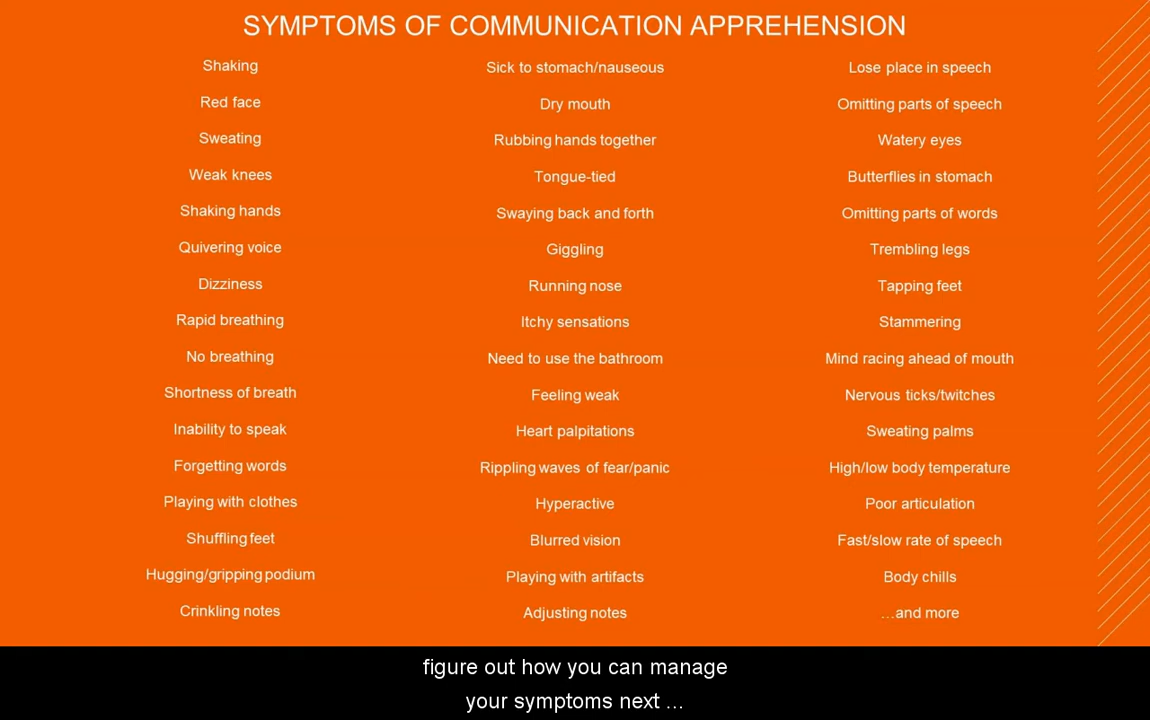 SYMPTOMS OF COMMUNICATION APPREHENSION
Shaking
Red face
Sweating
Weak knees
Shaking hands
Quivering voice
Dizziness
Rapid breathing
No breathing
Shortness of breath
Inability to speak
Forgetting words
Playing with clothes
Shuffling feet
Hugging/gripping podium
Crinkling notes
Sick to stomach/nauseous
Dry mouth
Rubbing hands together
Tongue-tied
Swaying back and forth
Giggling
Running nose
Itchy sensations
Need to use the bathroom
Feeling weak
Heart palpitations
Rippling waves of fear/panic
Hyperactive
Blurred vision
Playing with artifacts
Adjusting notes
Lose place in speech
Omitting parts of speech
Watery eyes
Butterflies in stomach
Omitting parts of words
Trembling legs
Tapping feet
Stammering
Mind racing ahead of mouth
Nervous ticks/twitches
Sweating palms
High/low body temperature
Poor articulation
Fast/slow rate of speech
Body chills
…and more
figure out how you can manage
your symptoms next ...